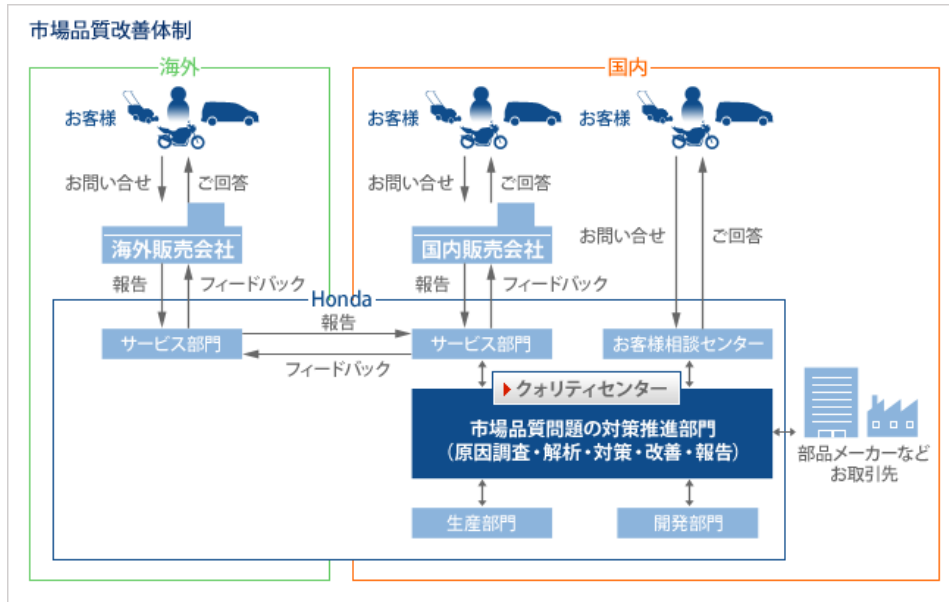 市場品質改善体制
海外
国内
お客様
お客様
お客様
お問い合せ
ご回答
お問い合せ
ご回答
お問い合せ
ご回答
海外販売会社
国内販売会社
報告
フィードバック
報告
フィードバック
Honda
報告
サービス部門
サービス部門
お客様相談センター
フィードバック
クォリティセンター
市場品質問題の対策推進部門
（原因調査・解析・対策・改善・報告）
部品メーカーなど
お取引先
生産部門
開発部門